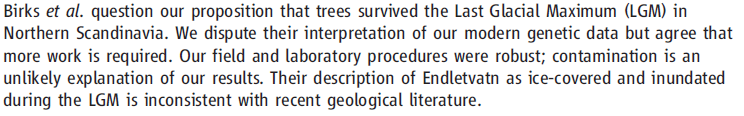 Birks et al. question our proposition that trees survived the Last Glacial Maximum (LGM) in
Northern Scandinavia. We dispute their interpretation of our modern genetic data but agree that
more work is required. Our field and laboratory procedures were robust; contamination is an
unlikely explanation of our results. Their description of Endletvatn as ice-covered and inundated
during the LGM is inconsistent with recent geological literature.